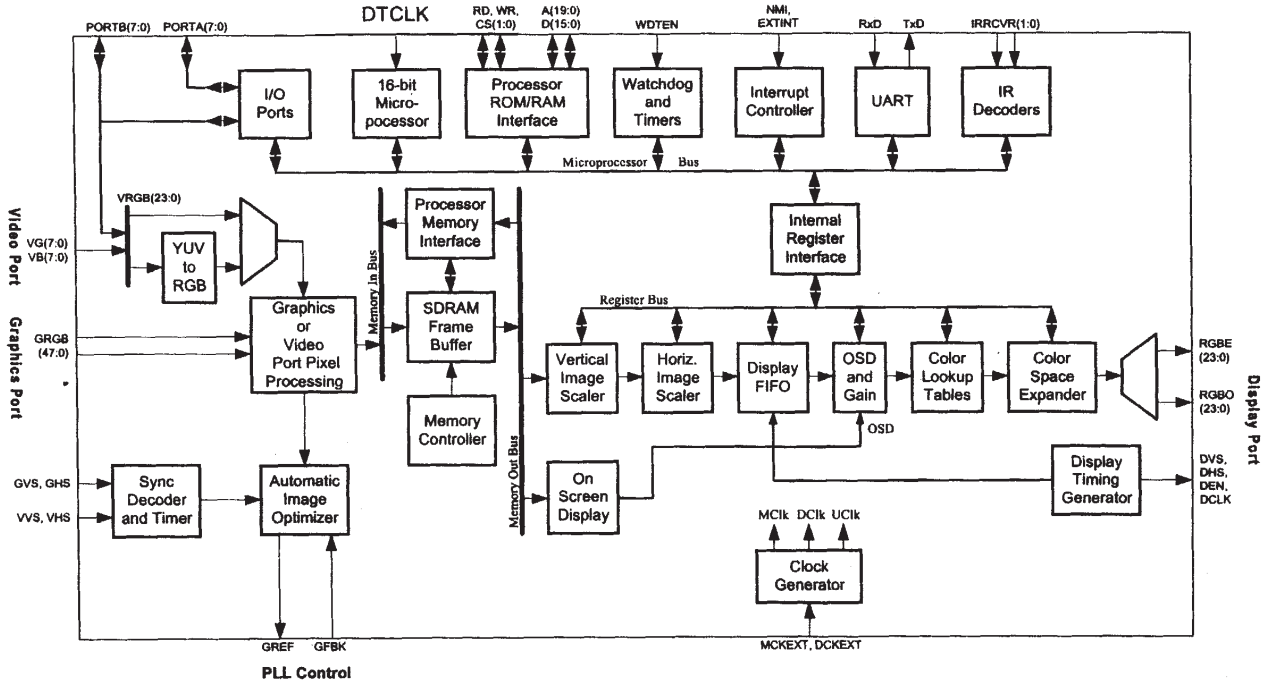 PORTB(7:0)
PORTA(7:0)
DTCLK
RD, WR,
CS(1:0)
A(19:0)
D(15:0)
WDTEN
NMI,
EXTINT
RxD
TxD
IRRCVR(1:0)
I/O
Ports
16-bit
Micro-
pocessor
Processor
ROM/RAM
Interface
Watchdog
and
Timers
Interrupt
Controller
UART
IR
Decoders
Microprocessor Bus
VRGB(23:0)
Video Port
VG(7:0)
VB(7:0)
YUV
to
RGB
Processor
Memory
Interface
Internal
Register
Interface
Memory In Bus
Graphics
or
Video
Port Pixel
Processing
SDRAM
Frame
Buffer
Register Bus
Graphics Port
GRGB
(47:0)
Vertical
Image
Scaler
Horiz.
Image
Scaler
Display
FIFO
OSD
and
Gain
Color
Lookup
Tables
Color
Space
Expander
RGBE
(23:0)
RGBO
(23:0)
Display Port
Memory
Controller
OSD
Memory Out Bus
GVS, GHS
VVS, VHS
Sync
Decoder
and Timer
Automatic
Image
Optimizer
On
Screen
Display
Display
Timing
Generator
DVS,
DHS,
DEN,
DCLK
MClk
DClk
UClk
Clock
Generator
GREF
GFBK
MCKEXT, DCKEXT
PLL Control